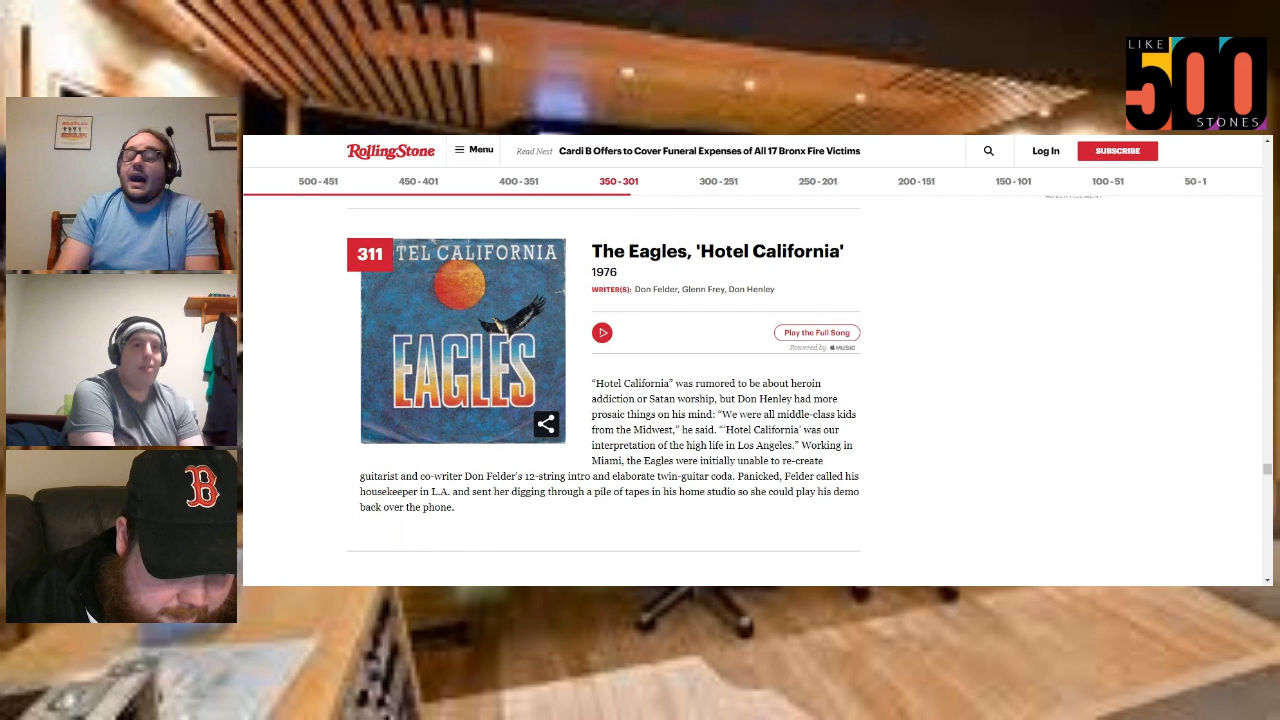 LIKE
500
STONES
RollingStone
Menu
Read Next Cardi B Offers to Cover Funeral Expenses of All 17 Bronx Fire Victims
Log In
SUBSCRIBE
500 - 451
450 - 401
400 - 351
350 - 301
300 - 251
250 - 201
200 - 151
150 - 101
100 - 51
50 - 1
ADVERTISEMENT
311
TEL CALIFORNIA
EAGLES
The Eagles, 'Hotel California'
1976
WRITER(S): Don Felder, Glenn Frey, Don Henley
Play the Full Song
Powered by MUSIC
“Hotel California” was rumored to be about heroin
addiction or Satan worship, but Don Henley had more
prosaic things on his mind: “We were all middle-class kids
from the Midwest,” he said. “‘Hotel California’ was our
interpretation of the high life in Los Angeles.” Working in
Miami, the Eagles were initially unable to re-create
guitarist and co-writer Don Felder’s 12-string intro and elaborate twin-guitar coda. Panicked, Felder called his
housekeeper in L.A. and sent her digging through a pile of tapes in his home studio so she could play his demo
back over the phone.
B